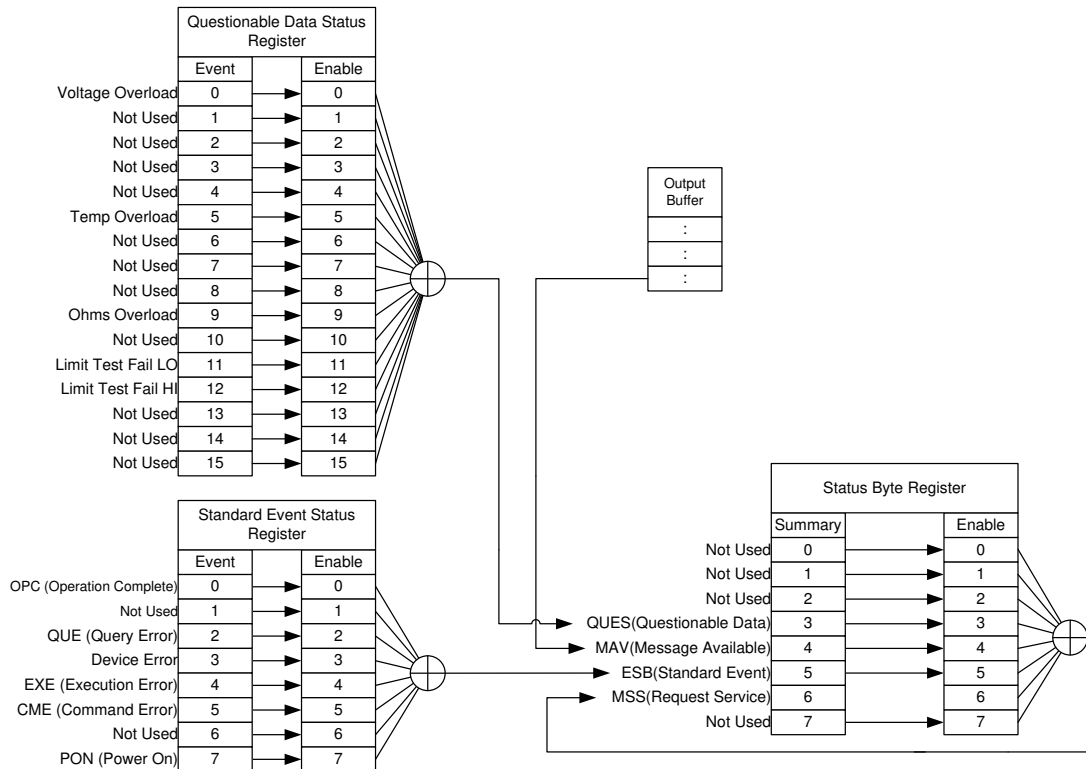 Questionable Data Status
Register
Event Enable
Voltage Overload 0 0
Not Used 1 1
Not Used 2 2
Not Used 3 3
Not Used 4 4
Temp Overload 5 5
Not Used 6 6
Not Used 7 7
Not Used 8 8
Ohms Overload 9 9
Not Used 10 10
Limit Test Fail LO 11 11
Limit Test Fail HI 12 12
Not Used 13 13
Not Used 14 14
Not Used 15 15
Output
Buffer
:
:
:
Standard Event Status
Register
Event Enable
OPC (Operation Complete) 0 0
Not Used 1 1
QUE (Query Error) 2 2
Device Error 3 3
EXE (Execution Error) 4 4
CME (Command Error) 5 5
Not Used 6 6
PON (Power On) 7 7
Status Byte Register
Summary Enable
Not Used 0 0
Not Used 1 1
Not Used 2 2
QUES(Questionable Data) 3 3
MAV(Message Available) 4 4
ESB(Standard Event) 5 5
MSS(Request Service) 6 6
Not Used 7 7